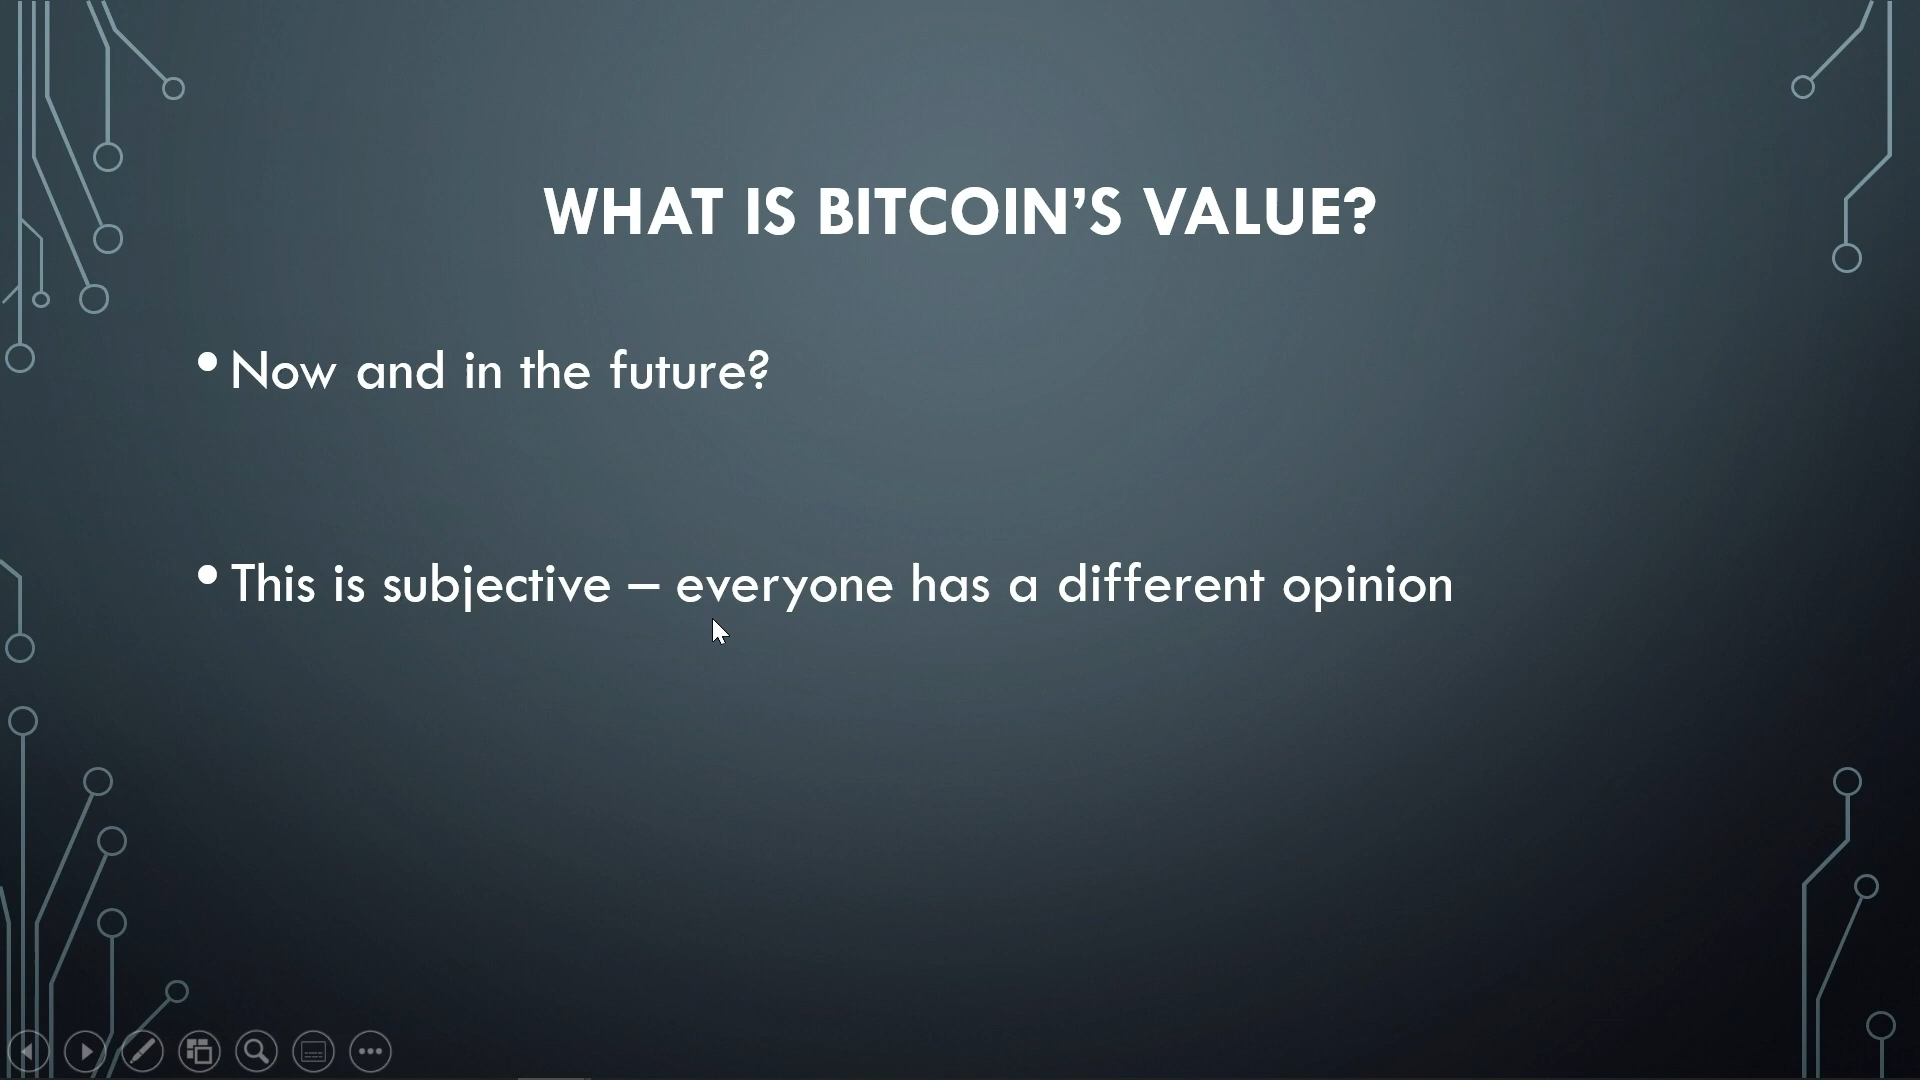 WHAT IS BITCOIN’S VALUE?
• Now and in the future?
• This is subjective – everyone has a different opinion